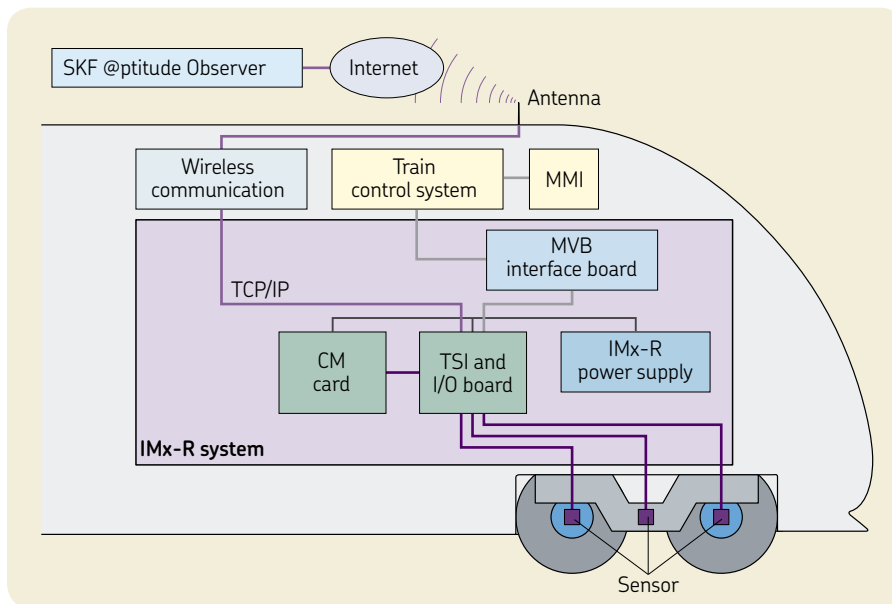 SKF @ptitude Observer
Internet
Antenna
Wireless
communication
Train
control system
MMI
MVB
interface board
TCP/IP
CM
card
TSI and
I/O board
IMx-R
power supply
IMx-R system
Sensor